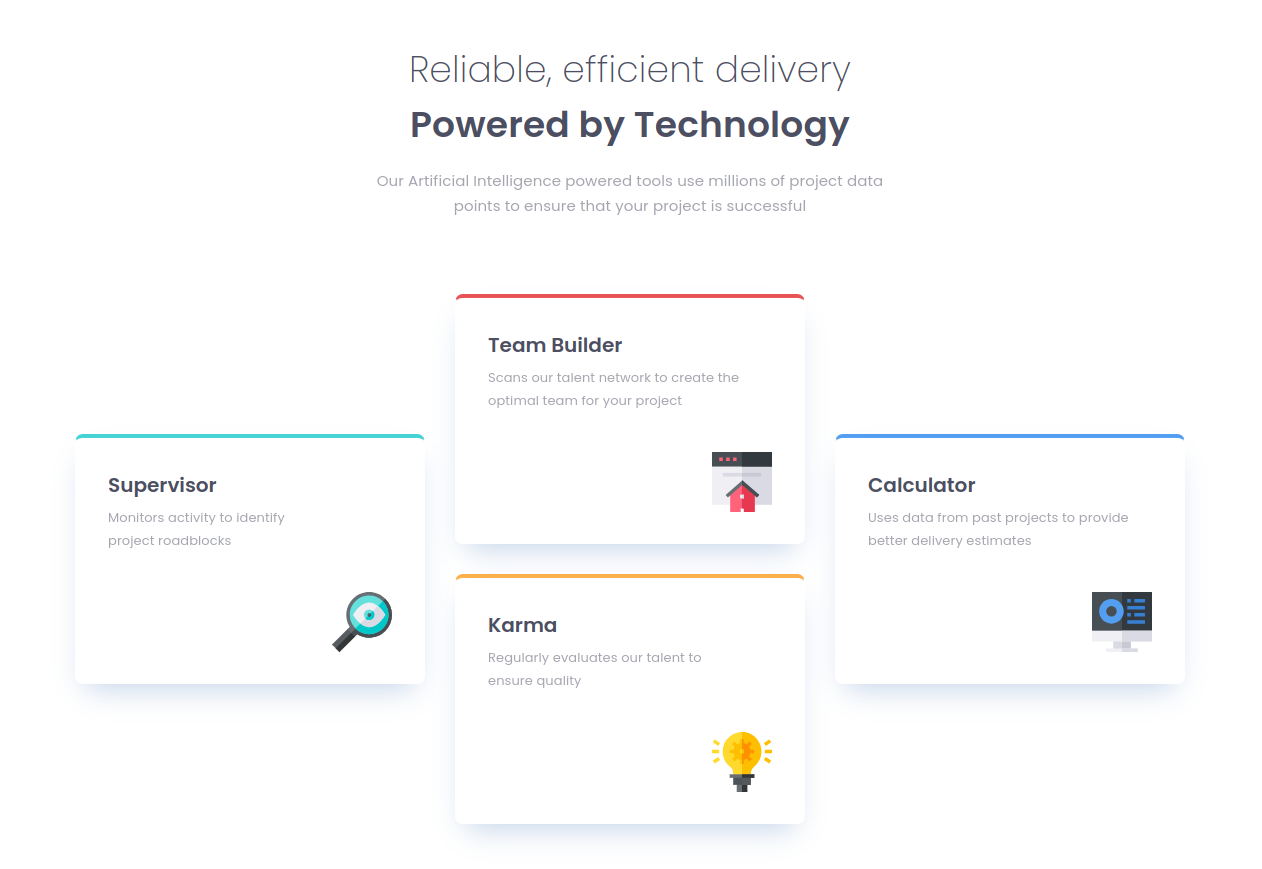 Reliable, efficient delivery
Powered by Technology
Our Artificial Intelligence powered tools use millions of project data
points to ensure that your project is successful
Team Builder
Scans our talent network to create the
optimal team for your project
Supervisor
Monitors activity to identify
project roadblocks
Calculator
Uses data from past projects to provide
better delivery estimates
Karma
Regularly evaluates our talent to
ensure quality